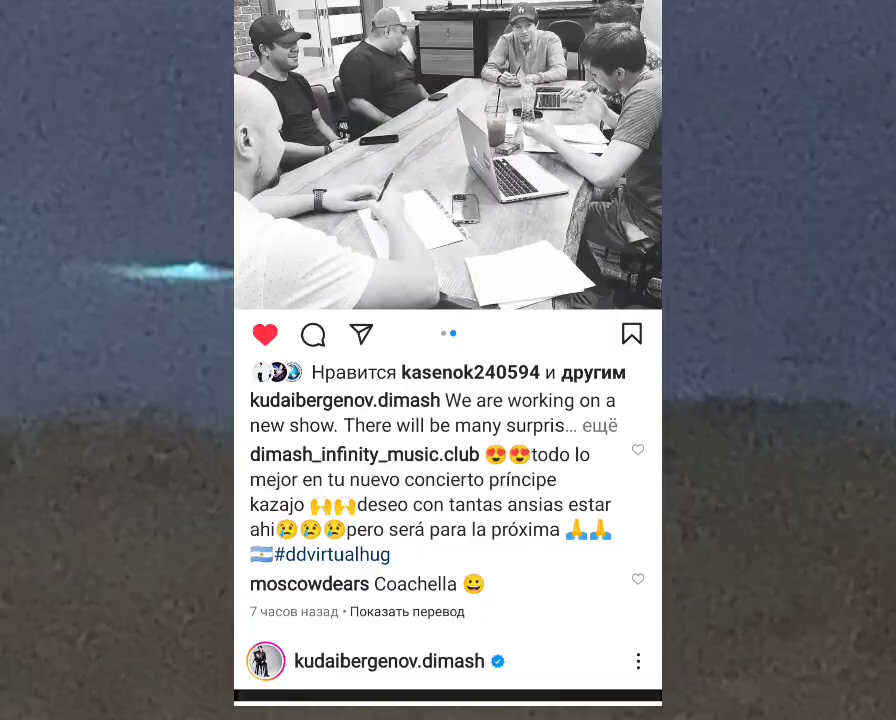 Нравится kasenok240594 и другим
kudaibergenov.dimash We are working on a
new show. There will be many surpris... ещё
dimash_infinity_music.club 😍😍todo lo
mejor en tu nuevo concierto príncipe
kazajo 🙌🙌deseo con tantas ansias estar
ahi😢😢😢pero será para la próxima 🙏🙏
🇦🇷#ddvirtualhug
moscowdears Coachella 😀
7 часов назад • Показать перевод
kudaibergenov.dimash